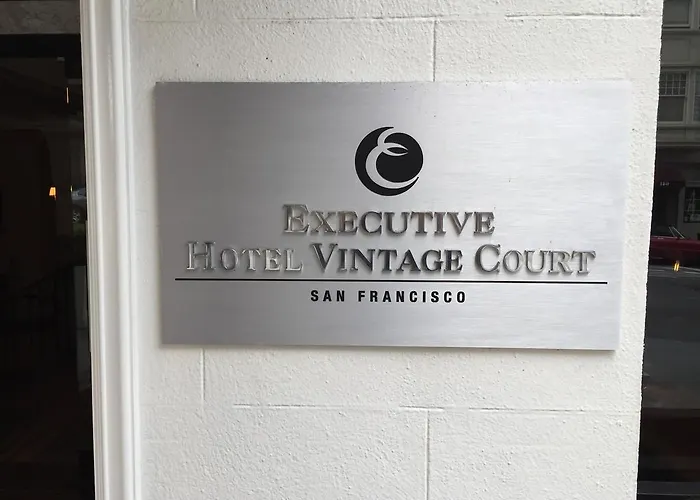 EXECUTIVE
HOTEL VINTAGE COURT
SAN FRANCISCO